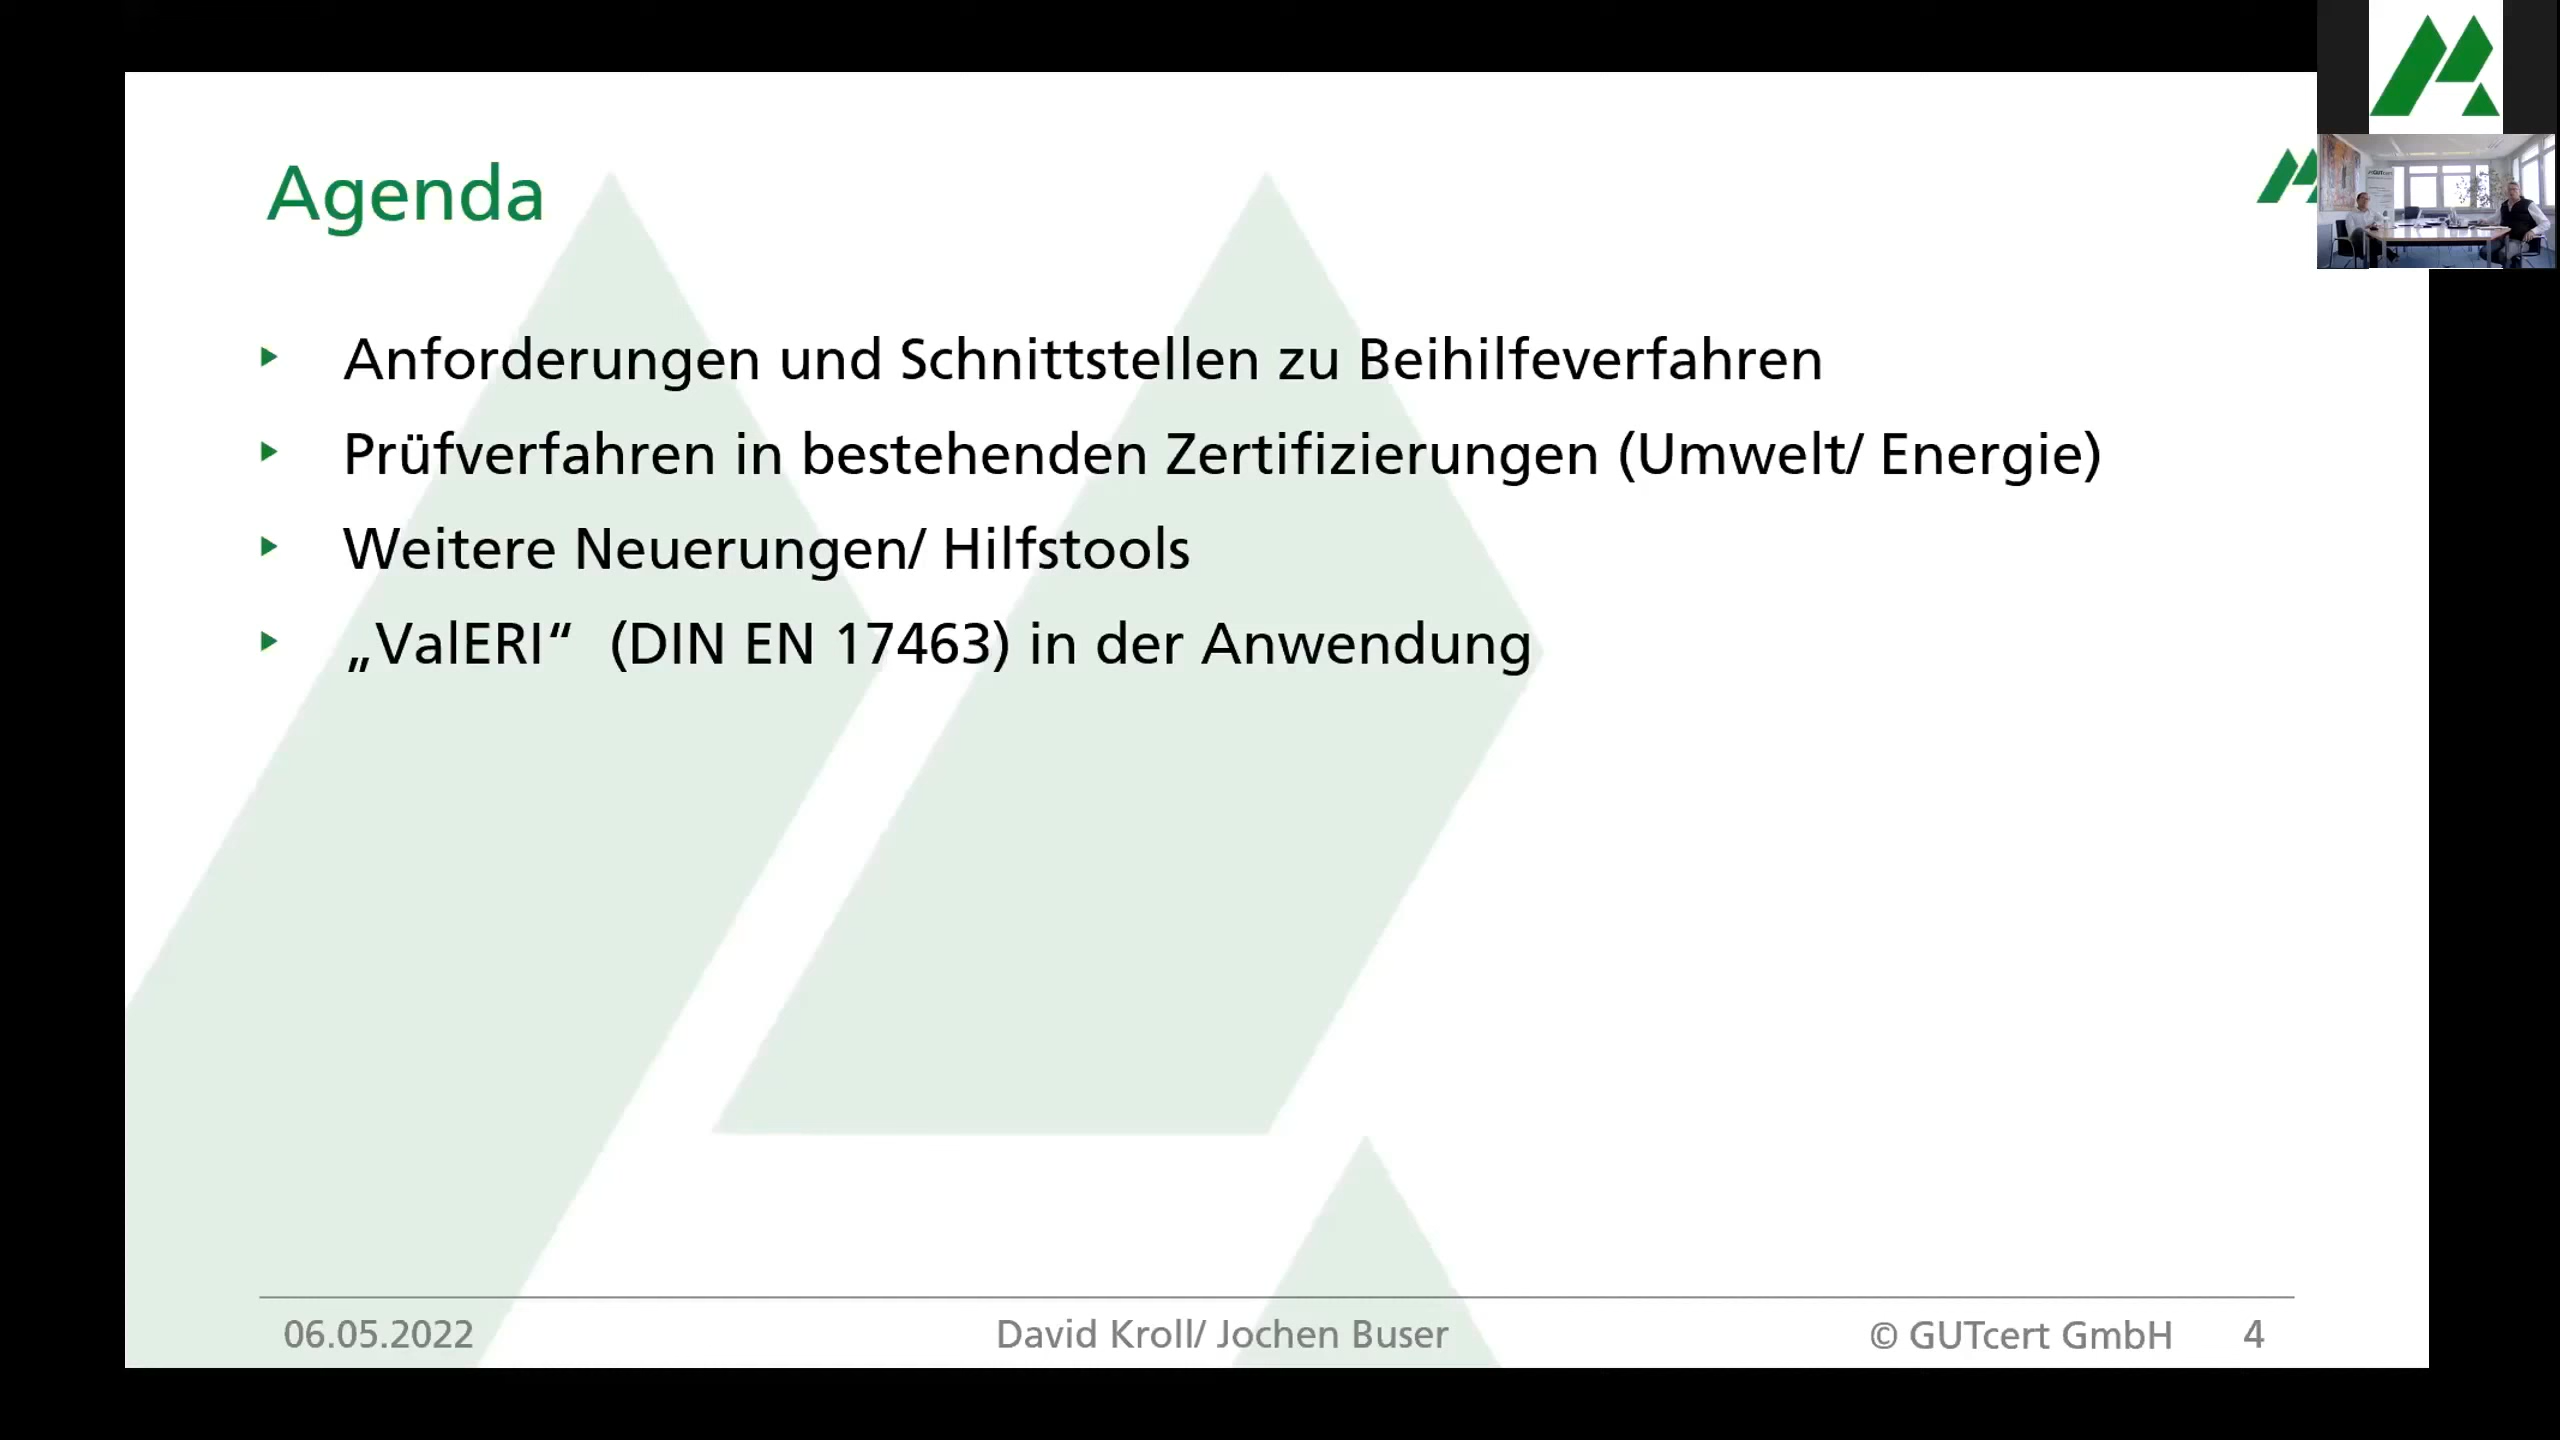 Agenda
Anforderungen und Schnittstellen zu Beihilfeverfahren
Prüfverfahren in bestehenden Zertifizierungen (Umwelt/ Energie)
Weitere Neuerungen/ Hilfstools
„ValERI“ (DIN EN 17463) in der Anwendung
06.05.2022
David Kroll/ Jochen Buser
© GUTcert GmbH
4